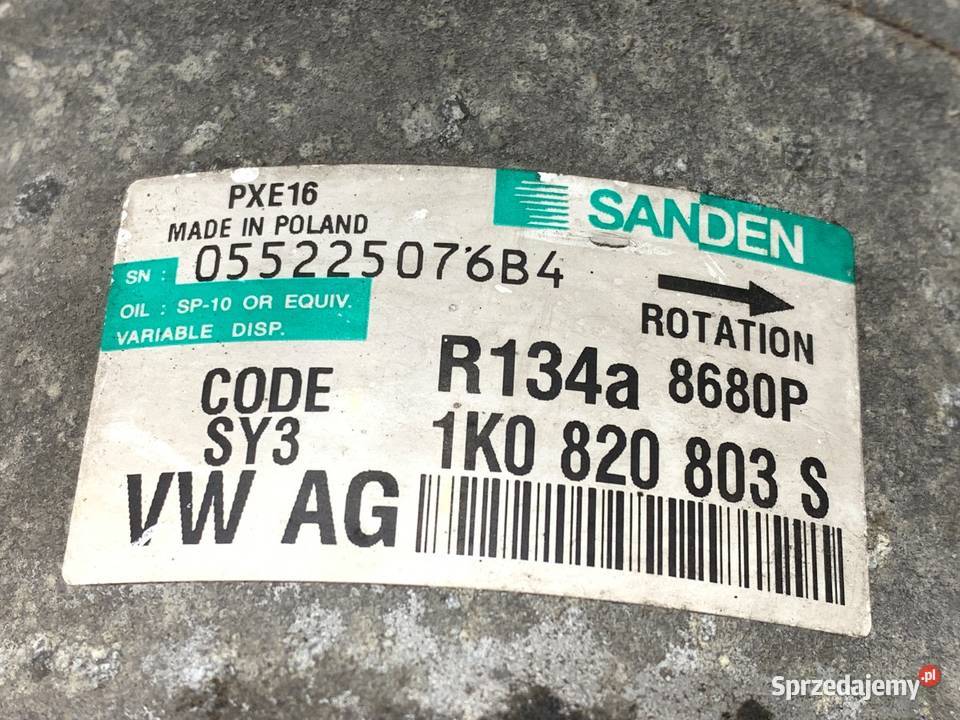 PXE16
MADE IN POLAND
SANDEN
SN : 055225076B4
OIL : SP-10 OR EQUIV.
VARIABLE DISP.
ROTATION
R134a 8680P
CODE
SY3
1K0 820 803 S
VW AG
Sprzedajemy.pl